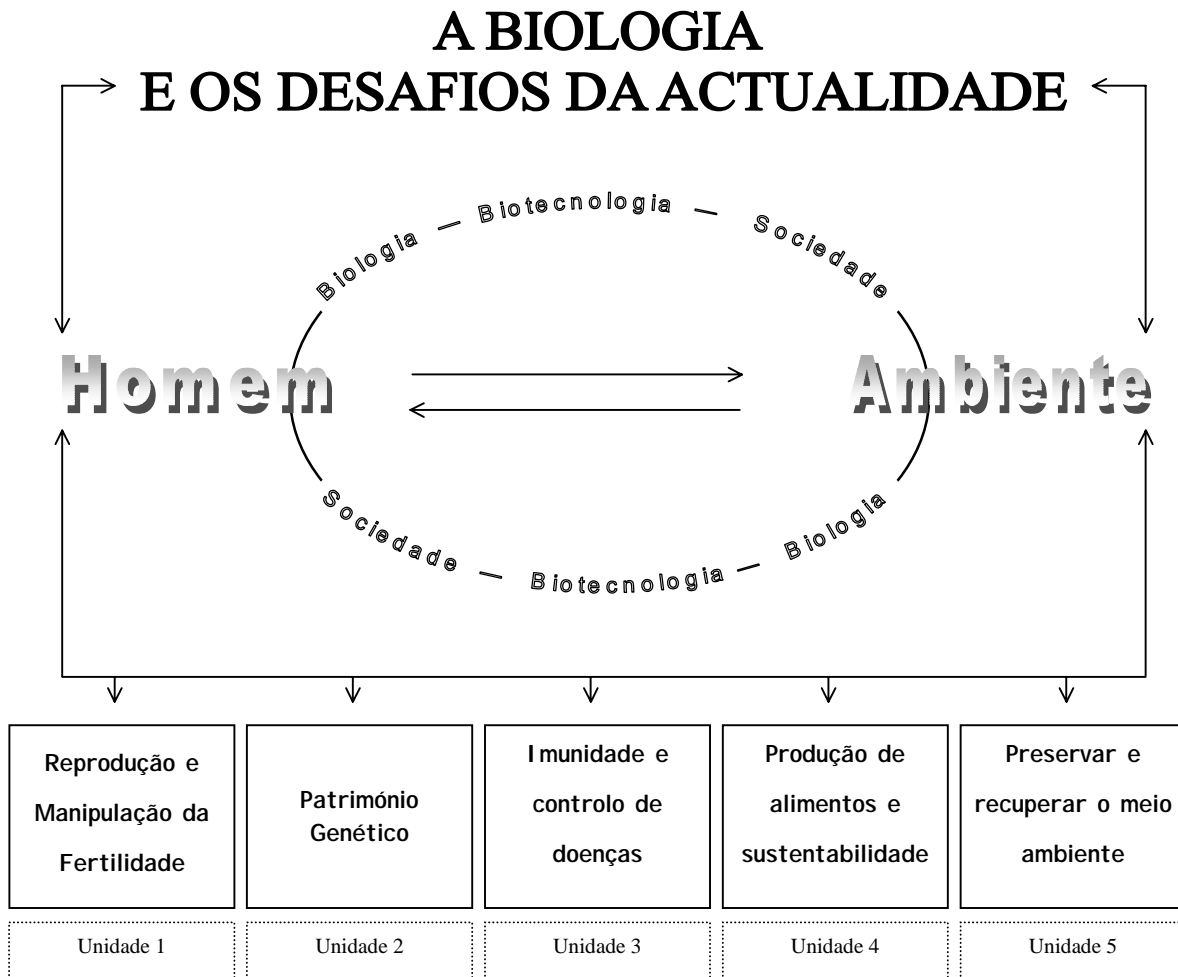 A BIOLOGIA
E OS DESAFIOS DA ACTUALIDADE
Biologia — Biotecnologia — Sociedade
Homem
Ambiente
Sociedade — Biotecnologia — Biologia
Reprodução e
Manipulação da
Fertilidade
Património
Genético
Imunidade e
controlo de
doenças
Produção de
alimentos e
sustentabilidade
Preservar e
recuperar o meio
ambiente
Unidade 1
Unidade 2
Unidade 3
Unidade 4
Unidade 5